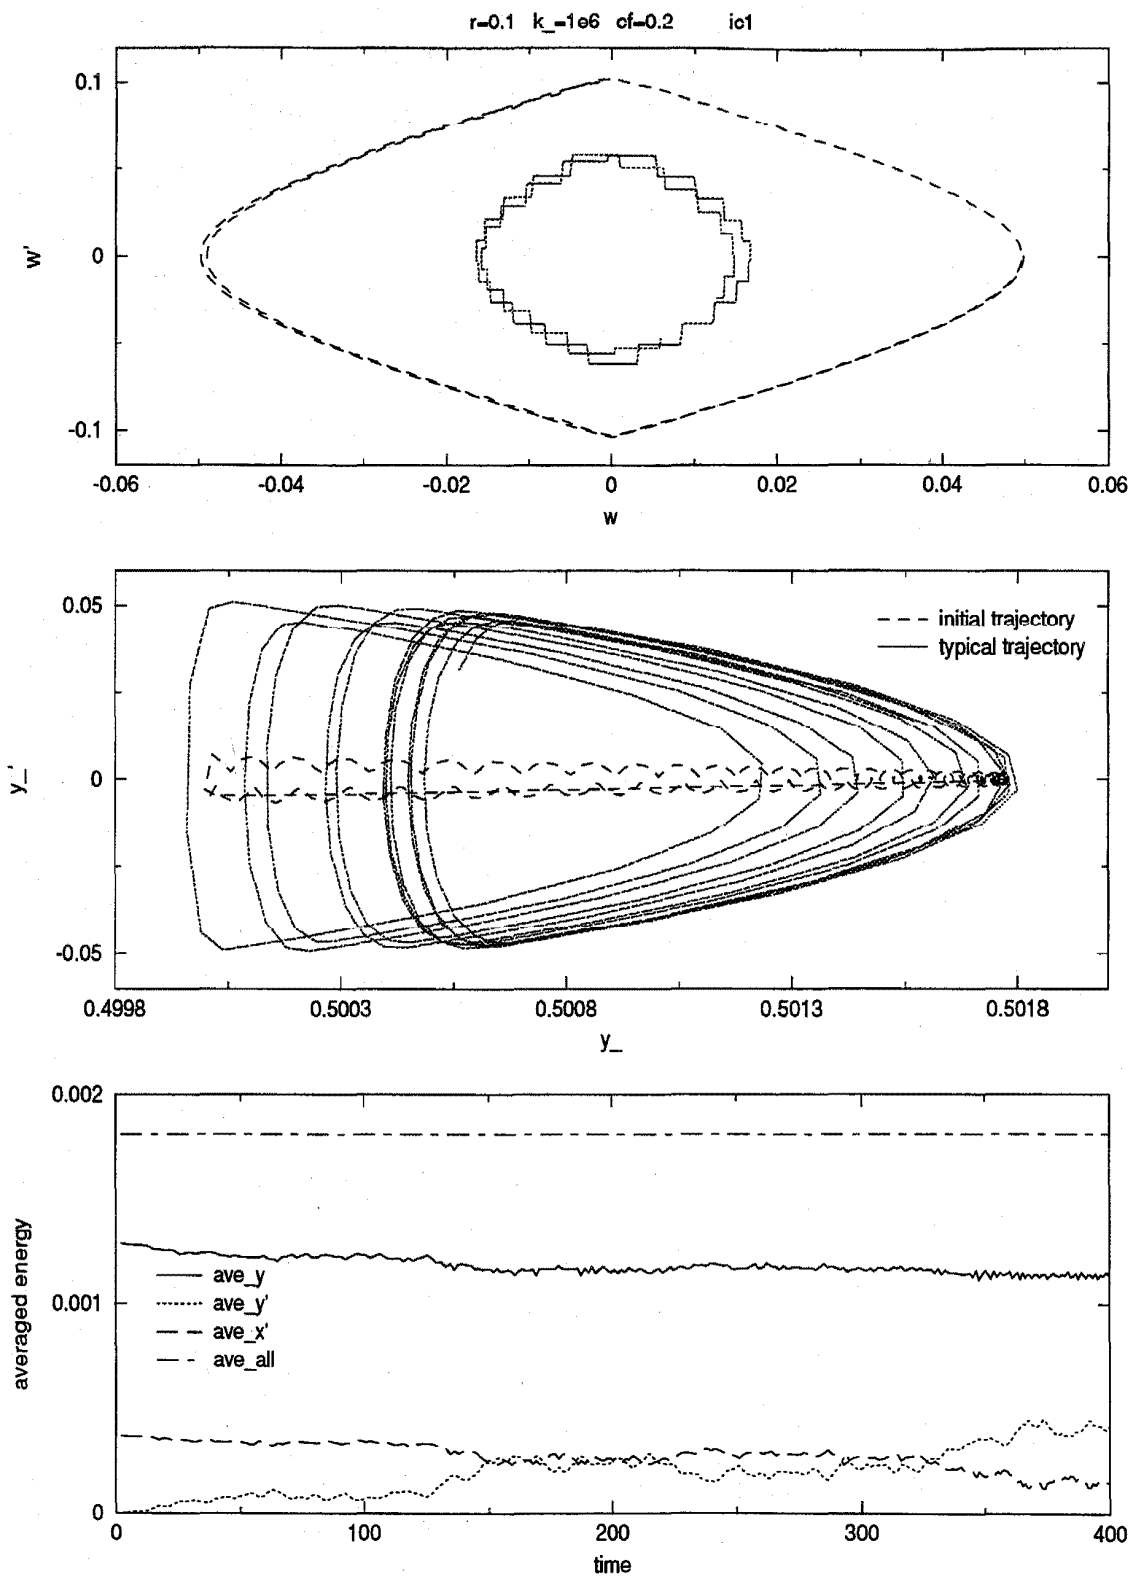 r=0.1 k_=1e6 cf=0.2 ic1
0.1
0
-0.1
w'
-0.06 -0.04 -0.02 0 0.02 0.04 0.06
w
0.05
0
-0.05
y_'
initial trajectory
typical trajectory
0.4998 0.5003 0.5008 0.5013 0.5018
y_
0.002
0.001
0
averaged energy
ave_y
ave_y'
ave_x'
ave_all
0 100 200 300 400
time